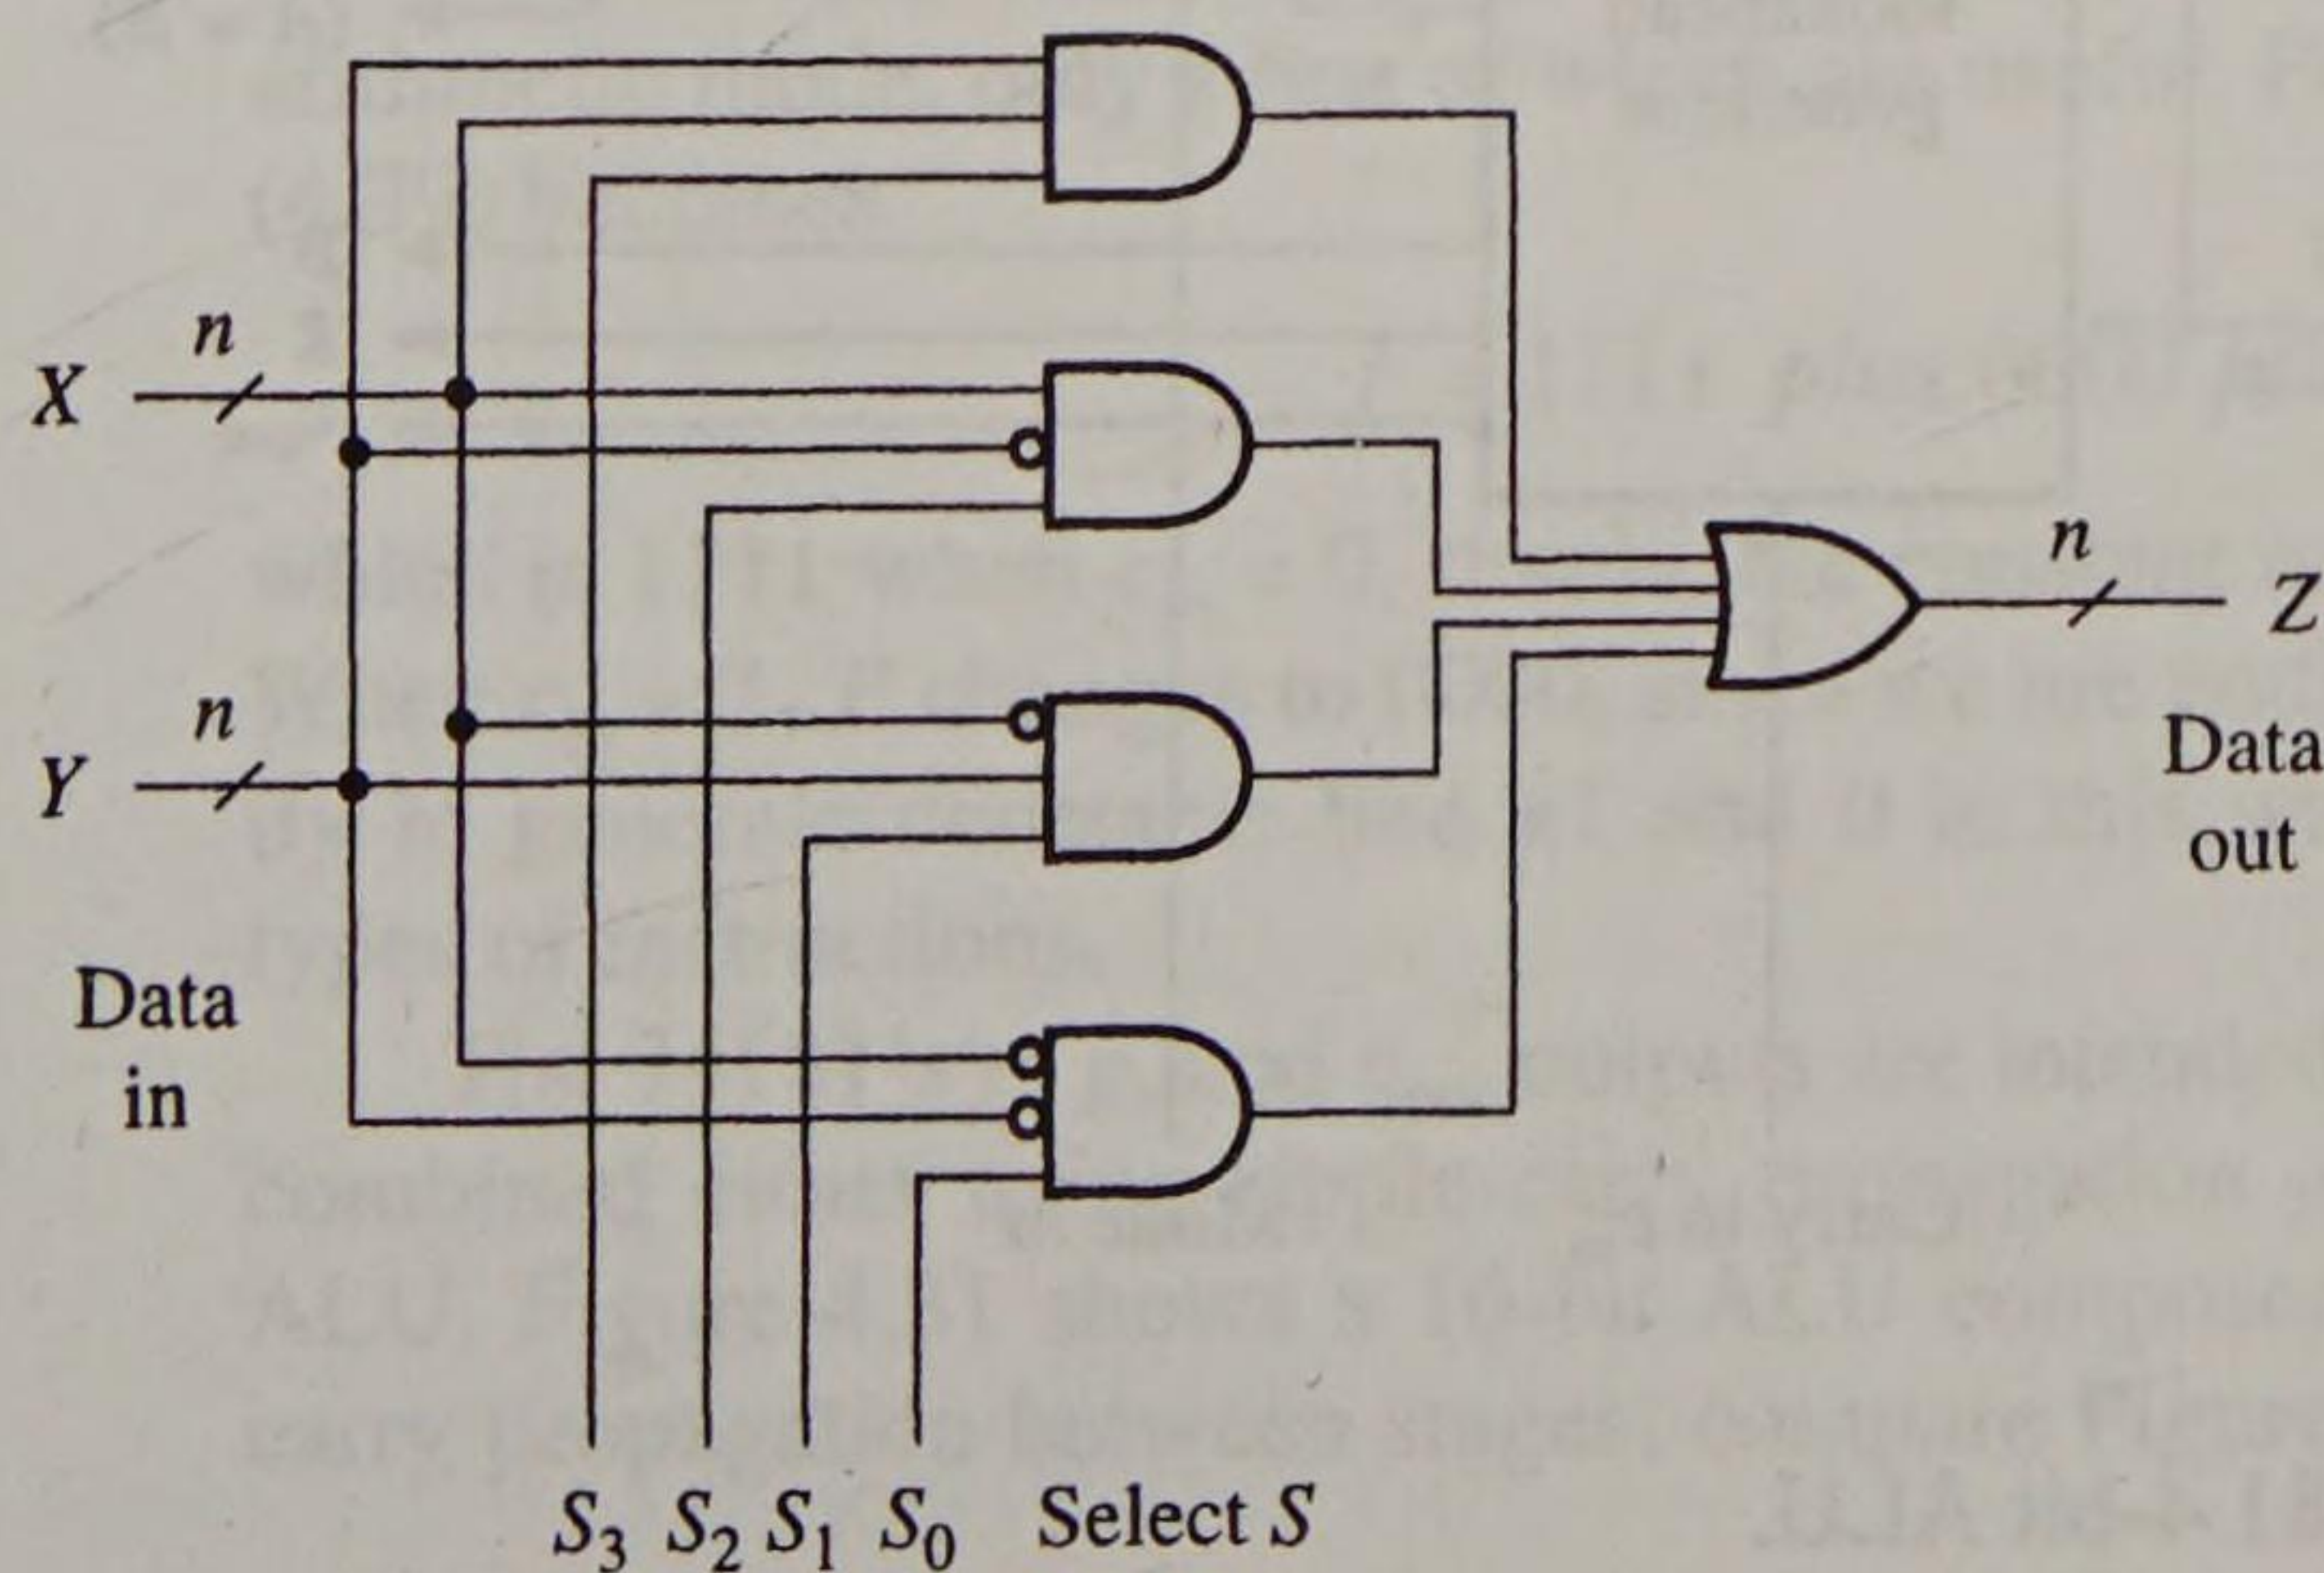 n
X
n
Y
Data
in
n
Z
Data
out
S₃ S₂ S₁ S₀ Select S